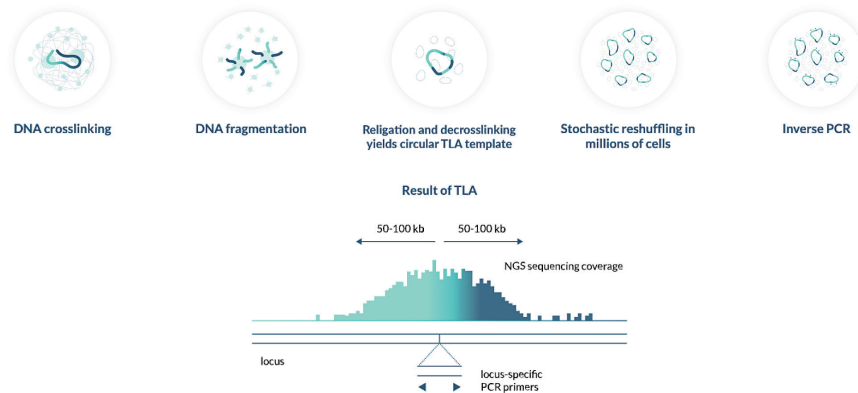 DNA crosslinking
DNA fragmentation
Religation and decrosslinking
yields circular TLA template
Stochastic reshuffling in
millions of cells
Inverse PCR
Result of TLA
50-100 kb
50-100 kb
NGS sequencing coverage
locus
locus-specific
PCR primers